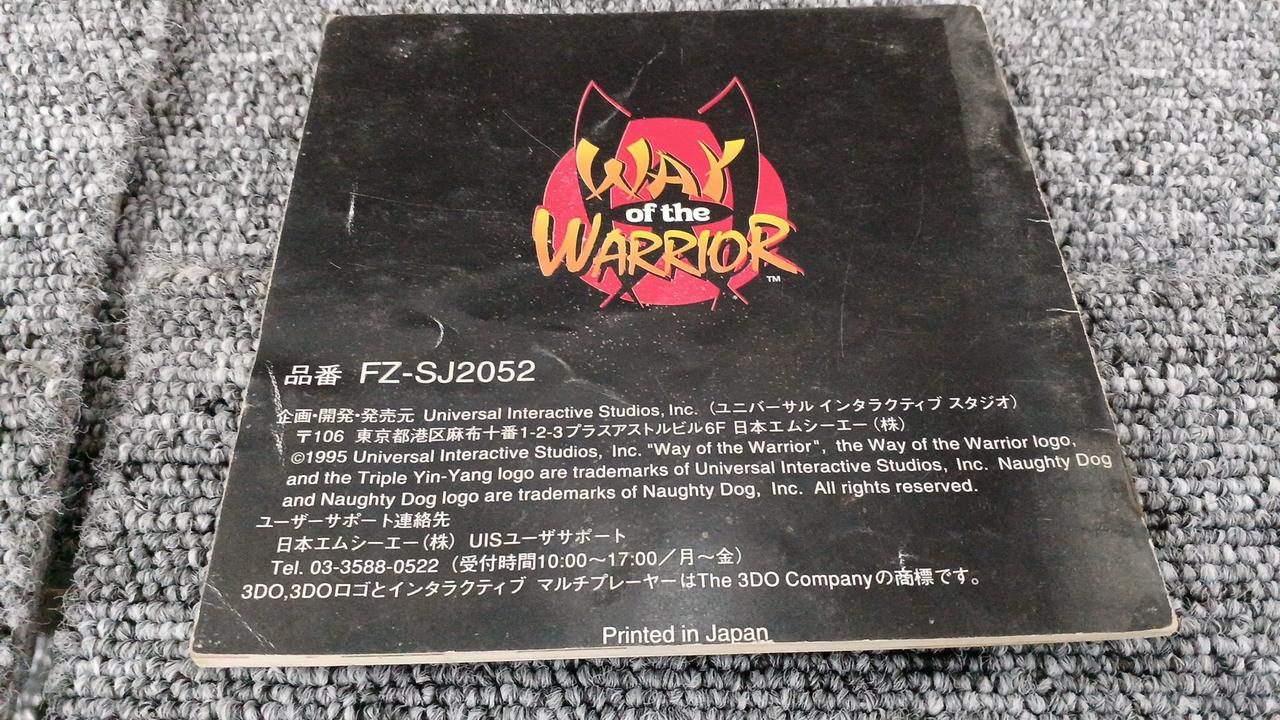 WAY
of the
WARRIOR
TM
品番 FZ-SJ2052
企画・開発・発売元 Universal Interactive Studios, Inc.（ユニバーサル インタラクティブ スタジオ）
〒106 東京都港区麻布十番1-2-3プラスアストルビル6F 日本エムシーエー（株）
©1995 Universal Interactive Studios, Inc. "Way of the Warrior", the Way of the Warrior logo,
and the Triple Yin-Yang logo are trademarks of Universal Interactive Studios, Inc. Naughty Dog
and Naughty Dog logo are trademarks of Naughty Dog, Inc. All rights reserved.
ユーザーサポート連絡先
日本エムシーエー（株） UISユーザサポート
Tel. 03-3588-0522（受付時間10:00〜17:00／月〜金）
3DO,3DOロゴとインタラクティブ マルチプレーヤーはThe 3DO Companyの商標です。
Printed in Japan